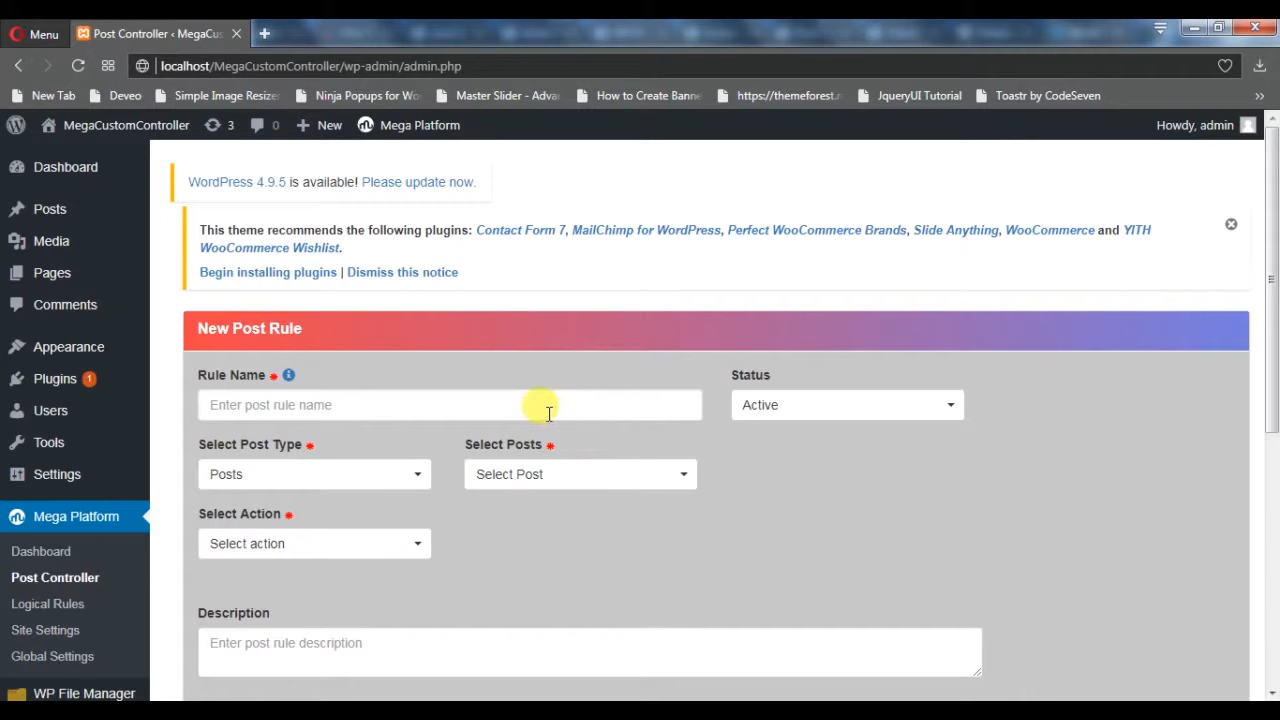 Menu
Post Controller ‹ MegaCus
localhost/MegaCustomController/wp-admin/admin.php
New Tab
Deveo
Simple Image Resizer
Ninja Popups for Wo
Master Slider - Adva
How to Create Banne
https://themeforest.n
JqueryUI Tutorial
Toastr by CodeSeven
»
MegaCustomController
3
0
New
Mega Platform
Howdy, admin
Dashboard
Posts
Media
Pages
Comments
Appearance
Plugins 1
Users
Tools
Settings
Mega Platform
Dashboard
Post Controller
Logical Rules
Site Settings
Global Settings
WP File Manager
WordPress 4.9.5 is available! Please update now.
This theme recommends the following plugins: Contact Form 7, MailChimp for WordPress, Perfect WooCommerce Brands, Slide Anything, WooCommerce and YITH
WooCommerce Wishlist.
Begin installing plugins | Dismiss this notice
New Post Rule
Rule Name
Status
Enter post rule name
Active
Select Post Type
Select Posts
Posts
Select Post
Select Action
Select action
Description
Enter post rule description